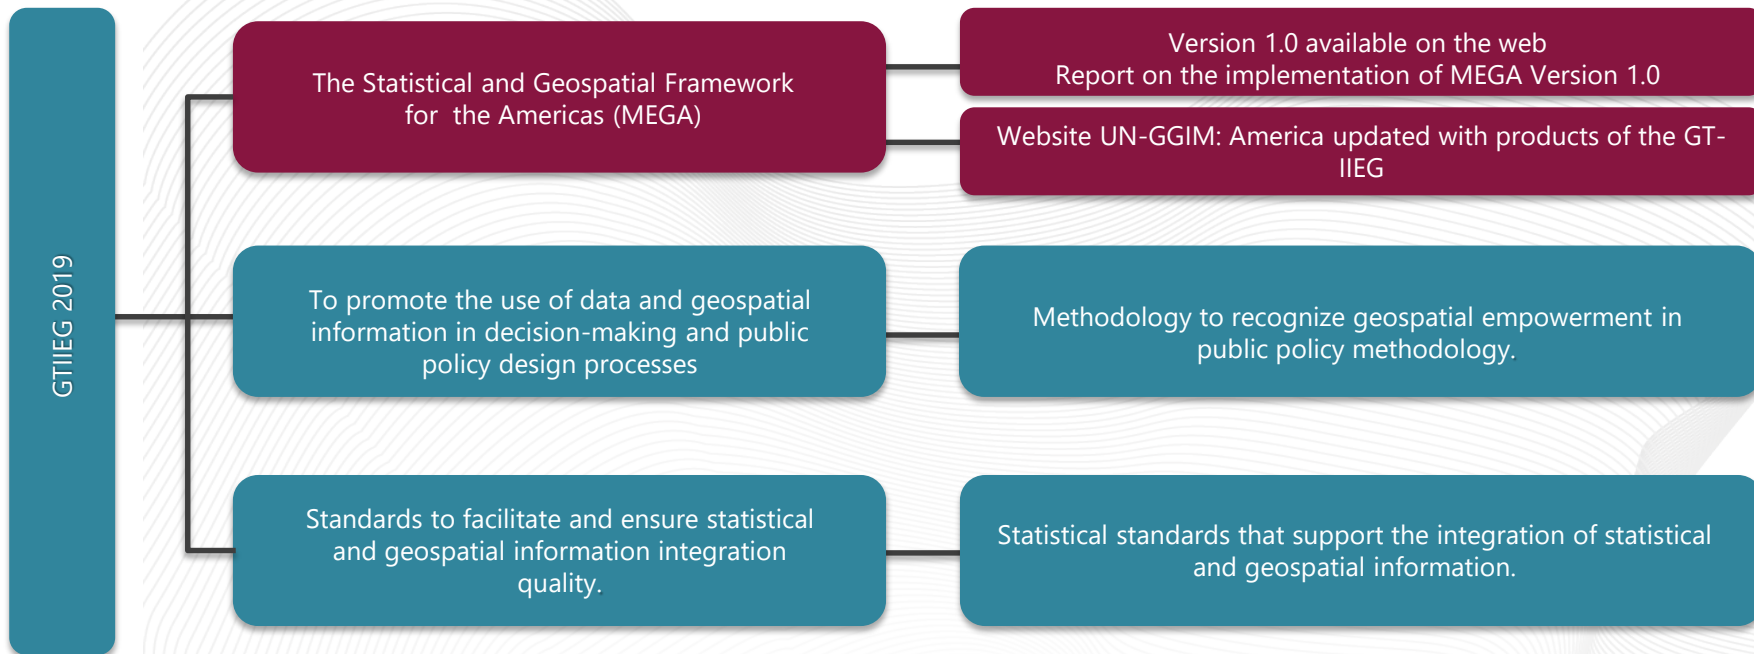 GTIIEG 2019
The Statistical and Geospatial Framework
for the Americas (MEGA)
Version 1.0 available on the web
Report on the implementation of MEGA Version 1.0
Website UN-GGIM: America updated with products of the GT-
IIEG
To promote the use of data and geospatial
information in decision-making and public
policy design processes
Methodology to recognize geospatial empowerment in
public policy methodology.
Standards to facilitate and ensure statistical
and geospatial information integration
quality.
Statistical standards that support the integration of statistical
and geospatial information.